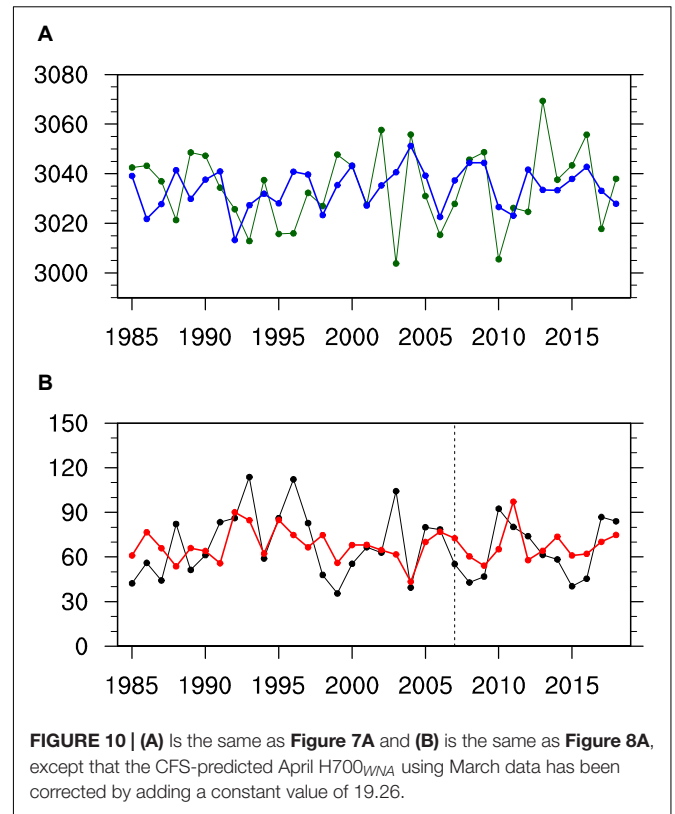 A
3080
3060
3040
3020
3000
1985 1990 1995 2000 2005 2010 2015
B
150
120
90
60
30
0
1985 1990 1995 2000 2005 2010 2015
FIGURE 10 | (A) Is the same as Figure 7A and (B) is the same as Figure 8A,
except that the CFS-predicted April H700WNA using March data has been
corrected by adding a constant value of 19.26.